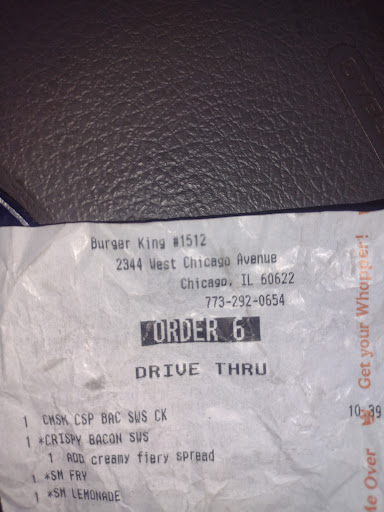 Burger King #1512
2344 West Chicago Avenue
Chicago, IL 60622
773-292-0654
ORDER 6
DRIVE THRU
1 CMSK CSP BAC SWS CK 10.39
1 *CRISPY BACON SWS
1 ADD creamy fiery spread
1 *SM FRY
1 *SM LEMONADE
Me Over
Get your Whopper!